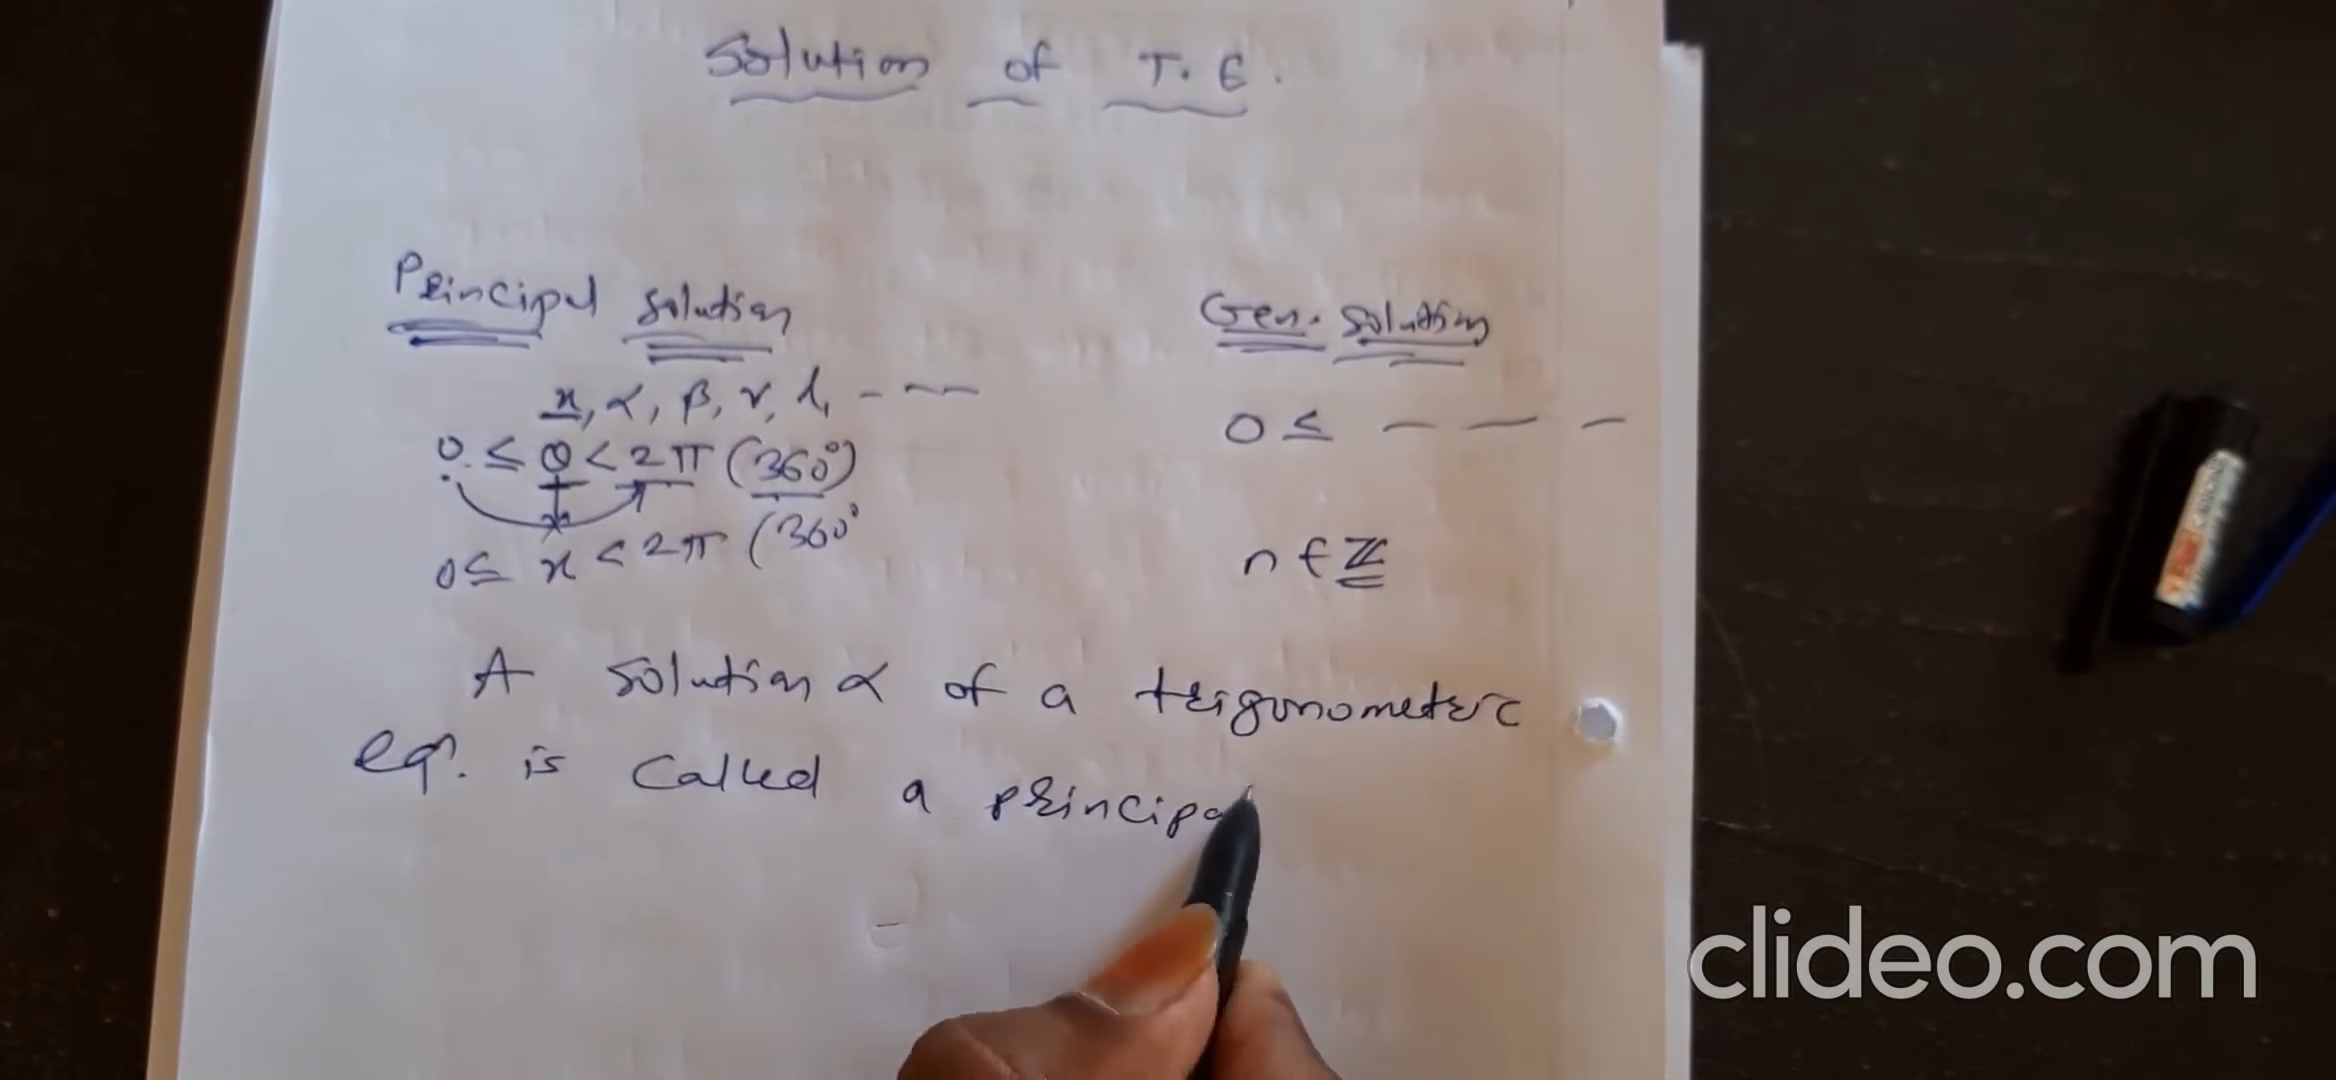 Solution of T.E.
Principal solution
x, α, β, γ, λ, - - -
0 ≤ θ < 2π (360°)
x
0 ≤ x < 2π (360°
Gen. solution
0 ≤ - - -
n ∈ ℤ
A solution α of a trigonometric
eqn. is called a principa
clideo.com